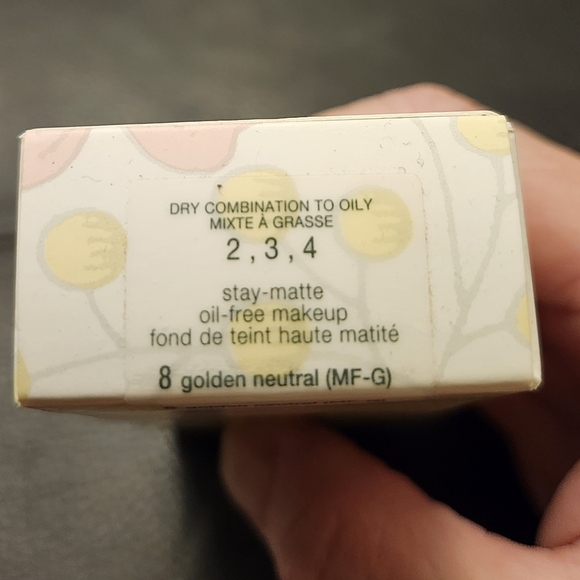 DRY COMBINATION TO OILY
MIXTE À GRASSE
2 , 3 , 4
stay-matte
oil-free makeup
fond de teint haute matité
8 golden neutral (MF-G)